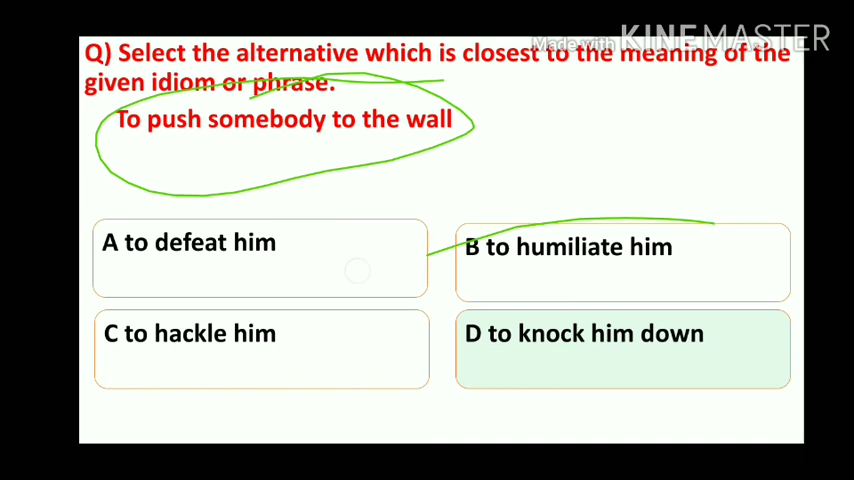 Made with KINEMASTER
Q) Select the alternative which is closest to the meaning of the
given idiom or phrase.
To push somebody to the wall
A to defeat him
B to humiliate him
C to hackle him
D to knock him down